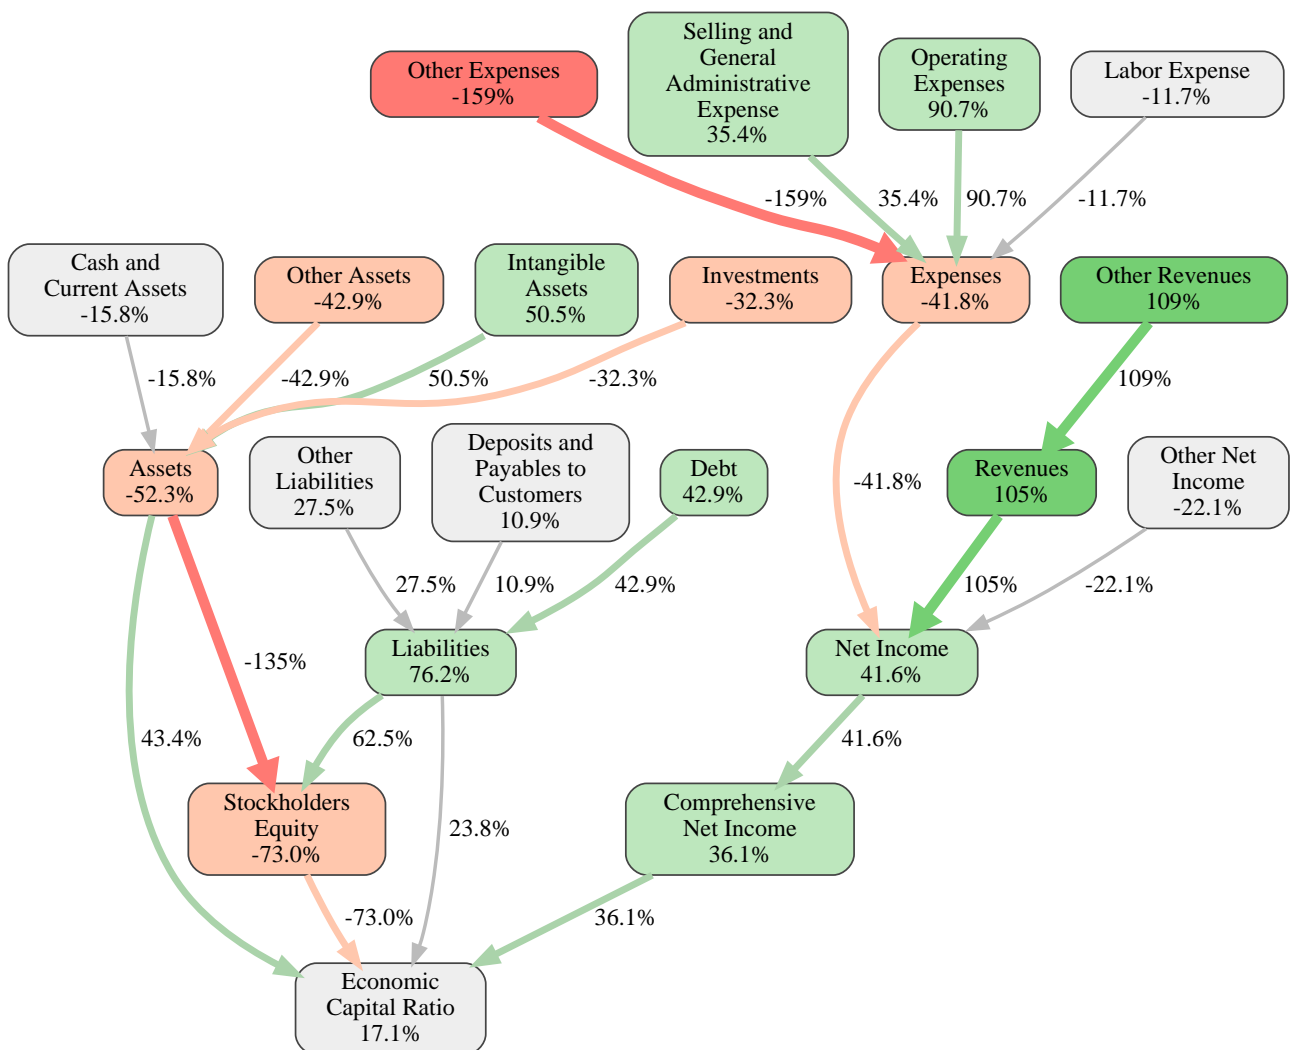 Other Expenses
-159%
Selling and
General
Administrative
Expense
35.4%
Operating
Expenses
90.7%
Labor Expense
-11.7%
-159%
35.4%
90.7%
-11.7%
Cash and
Current Assets
-15.8%
Other Assets
-42.9%
Intangible
Assets
50.5%
Investments
-32.3%
Expenses
-41.8%
Other Revenues
109%
-15.8%
-42.9%
50.5%
-32.3%
109%
Assets
-52.3%
Other
Liabilities
27.5%
Deposits and
Payables to
Customers
10.9%
Debt
42.9%
-41.8%
Revenues
105%
Other Net
Income
-22.1%
27.5%
10.9%
42.9%
105%
-22.1%
-135%
Liabilities
76.2%
Net Income
41.6%
43.4%
62.5%
41.6%
Stockholders
Equity
-73.0%
23.8%
Comprehensive
Net Income
36.1%
-73.0%
36.1%
Economic
Capital Ratio
17.1%